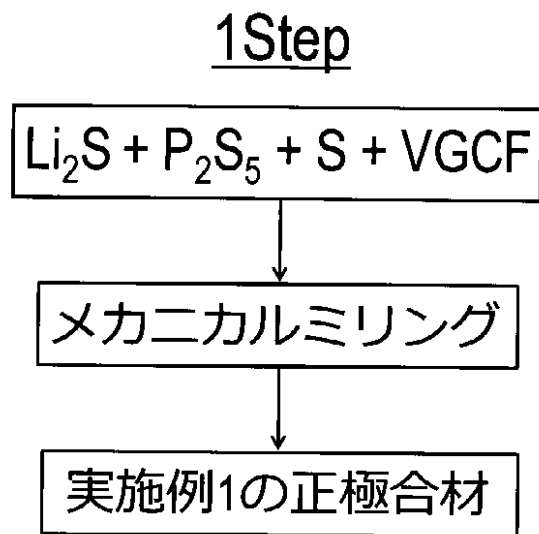 1Step
Li₂S + P₂S₅ + S + VGCF
メカニカルミリング
実施例1の正極合材